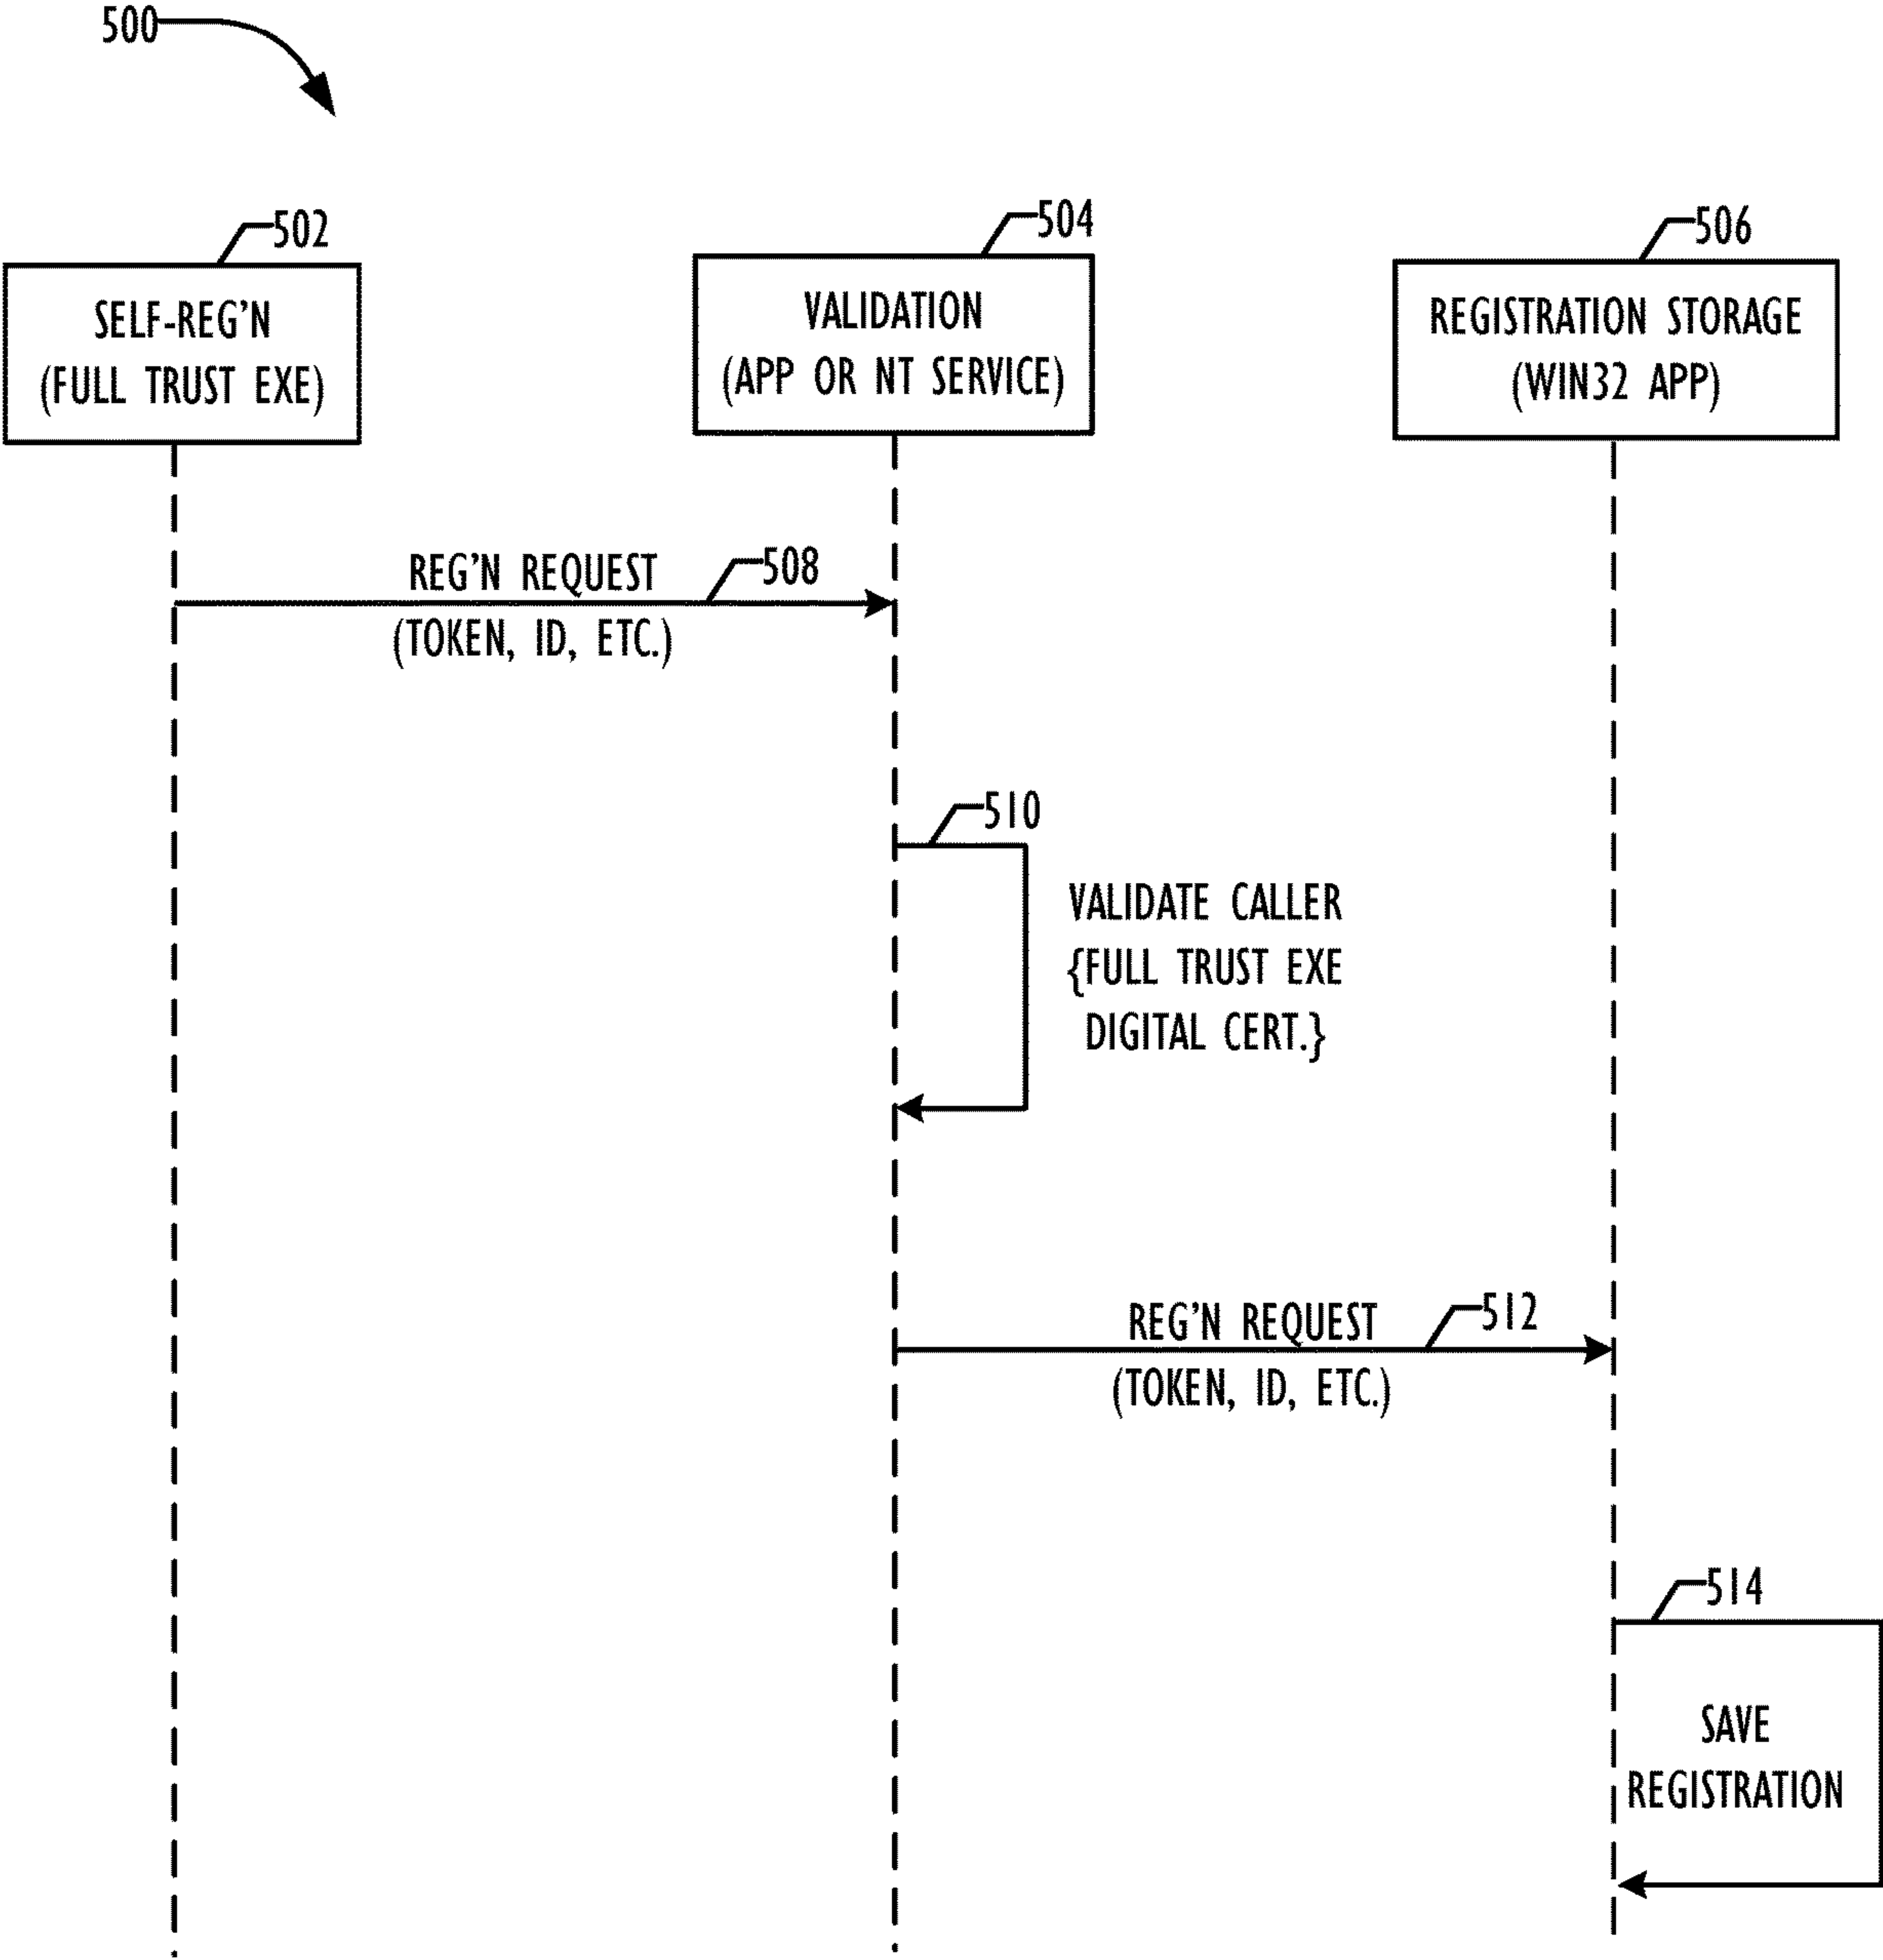 500
502
504
506
SELF-REG'N
(FULL TRUST EXE)
VALIDATION
(APP OR NT SERVICE)
REGISTRATION STORAGE
(WIN32 APP)
REG'N REQUEST
508
(TOKEN, ID, ETC.)
510
VALIDATE CALLER
{FULL TRUST EXE
DIGITAL CERT.}
REG'N REQUEST
512
(TOKEN, ID, ETC.)
514
SAVE
REGISTRATION